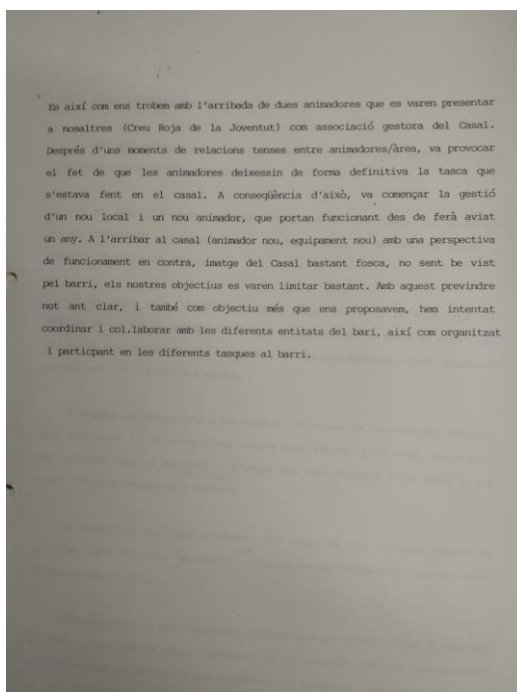 Es així com ens trobem amb l'arribada de dues animadores que es varen presentar
a nosaltres (Creu Roja de la Joventut) com associació gestora del Casal.
Després d'uns moments de relacions tenses entre animadores/àrea, va provocar
el fet de que les animadores deixessin de forma definitiva la tasca que
s'estava fent en el casal. A conseqüència d'això, va començar la gestió
d'un nou local i un nou animador, que portan funcionant des de ferà aviat
un any. A l'arribar al casal (animador nou, equipament nou) amb una perspectiva
de funcionament en contra, imatge del Casal bastant fosca, no sent be vist
pel barri, els nostres objectius es varen limitar bastant. Amb aquest previndre
not ant clar, i també com objectiu més que ens proposavem, hem intentat
coordinar i col.laborar amb les diferents entitats del bari, així com organitzat
i particpant en les diferents tasques al barri.